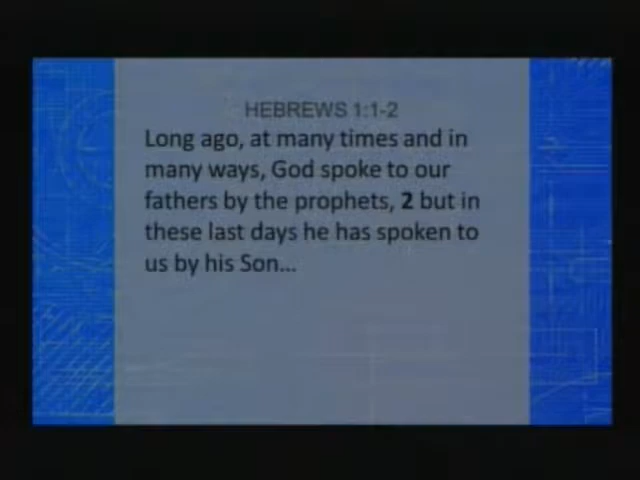 HEBREWS 1:1-2
Long ago, at many times and in
many ways, God spoke to our
fathers by the prophets, 2 but in
these last days he has spoken to
us by his Son...